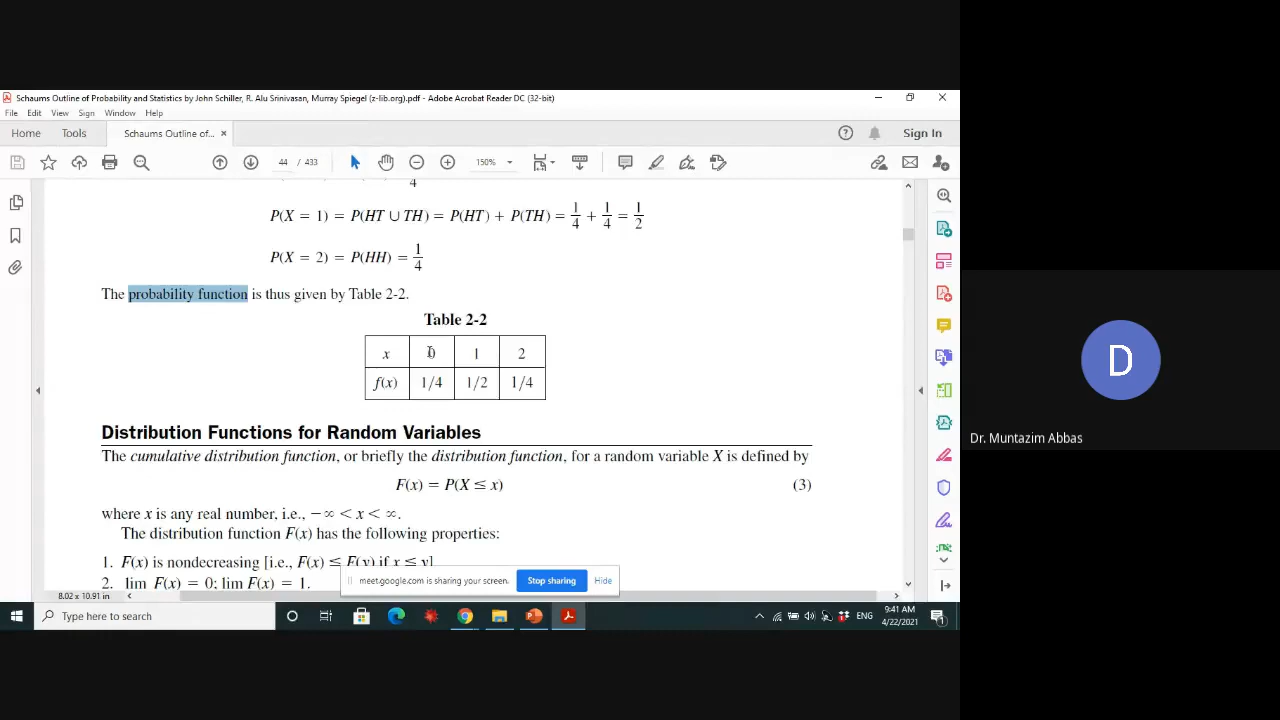 Schaums Outline of Probability and Statistics by John Schiller, R. Alu Srinivasan, Murray Spiegel (z-lib.org).pdf - Adobe Acrobat Reader DC (32-bit)
File Edit View Sign Window Help
Home Tools Schaums Outline of... × Sign In
44 / 433 150%
4
P(X = 1) = P(HT ∪ TH) = P(HT) + P(TH) = 1/4 + 1/4 = 1/2
P(X = 2) = P(HH) = 1/4
The probability function is thus given by Table 2-2.
Table 2-2
x 0 1 2
f(x) 1/4 1/2 1/4
Distribution Functions for Random Variables
The cumulative distribution function, or briefly the distribution function, for a random variable X is defined by
F(x) = P(X ≤ x) (3)
where x is any real number, i.e., −∞ < x < ∞.
The distribution function F(x) has the following properties:
1. F(x) is nondecreasing [i.e., F(x) ≤ F(y) if x ≤ y].
2. lim F(x) = 0; lim F(x) = 1.
meet.google.com is sharing your screen. Stop sharing Hide
8.02 x 10.91 in
Type here to search
ENG
9:41 AM
4/22/2021
1
D
Dr. Muntazim Abbas